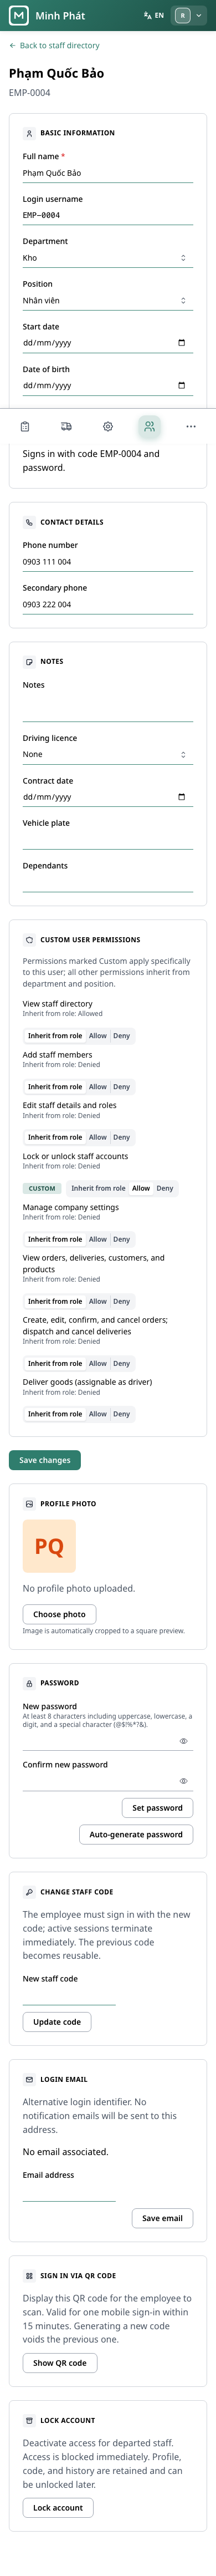 Minh Phát
EN
R
Back to staff directory
Phạm Quốc Bảo
EMP-0004
BASIC INFORMATION
Full name *
Phạm Quốc Bảo
Login username
EMP-0004
Department
Kho
Position
Nhân viên
Start date
dd/mm/yyyy
Date of birth
dd/mm/yyyy
Signs in with code EMP-0004 and
password.
CONTACT DETAILS
Phone number
0903 111 004
Secondary phone
0903 222 004
NOTES
Notes
Driving licence
None
Contract date
dd/mm/yyyy
Vehicle plate
Dependants
CUSTOM USER PERMISSIONS
Permissions marked Custom apply specifically
to this user; all other permissions inherit from
department and position.
View staff directory
Inherit from role: Allowed
Inherit from role Allow Deny
Add staff members
Inherit from role: Denied
Inherit from role Allow Deny
Edit staff details and roles
Inherit from role: Denied
Inherit from role Allow Deny
Lock or unlock staff accounts
Inherit from role: Denied
CUSTOM Inherit from role Allow Deny
Manage company settings
Inherit from role: Denied
Inherit from role Allow Deny
View orders, deliveries, customers, and
products
Inherit from role: Denied
Inherit from role Allow Deny
Create, edit, confirm, and cancel orders;
dispatch and cancel deliveries
Inherit from role: Denied
Inherit from role Allow Deny
Deliver goods (assignable as driver)
Inherit from role: Denied
Inherit from role Allow Deny
Save changes
PROFILE PHOTO
PQ
No profile photo uploaded.
Choose photo
Image is automatically cropped to a square preview.
PASSWORD
New password
At least 8 characters including uppercase, lowercase, a
digit, and a special character (@$!%*?&).
Confirm new password
Set password
Auto-generate password
CHANGE STAFF CODE
The employee must sign in with the new
code; active sessions terminate
immediately. The previous code
becomes reusable.
New staff code
Update code
LOGIN EMAIL
Alternative login identifier. No
notification emails will be sent to this
address.
No email associated.
Email address
Save email
SIGN IN VIA QR CODE
Display this QR code for the employee to
scan. Valid for one mobile sign-in within
15 minutes. Generating a new code
voids the previous one.
Show QR code
LOCK ACCOUNT
Deactivate access for departed staff.
Access is blocked immediately. Profile,
code, and history are retained and can
be unlocked later.
Lock account